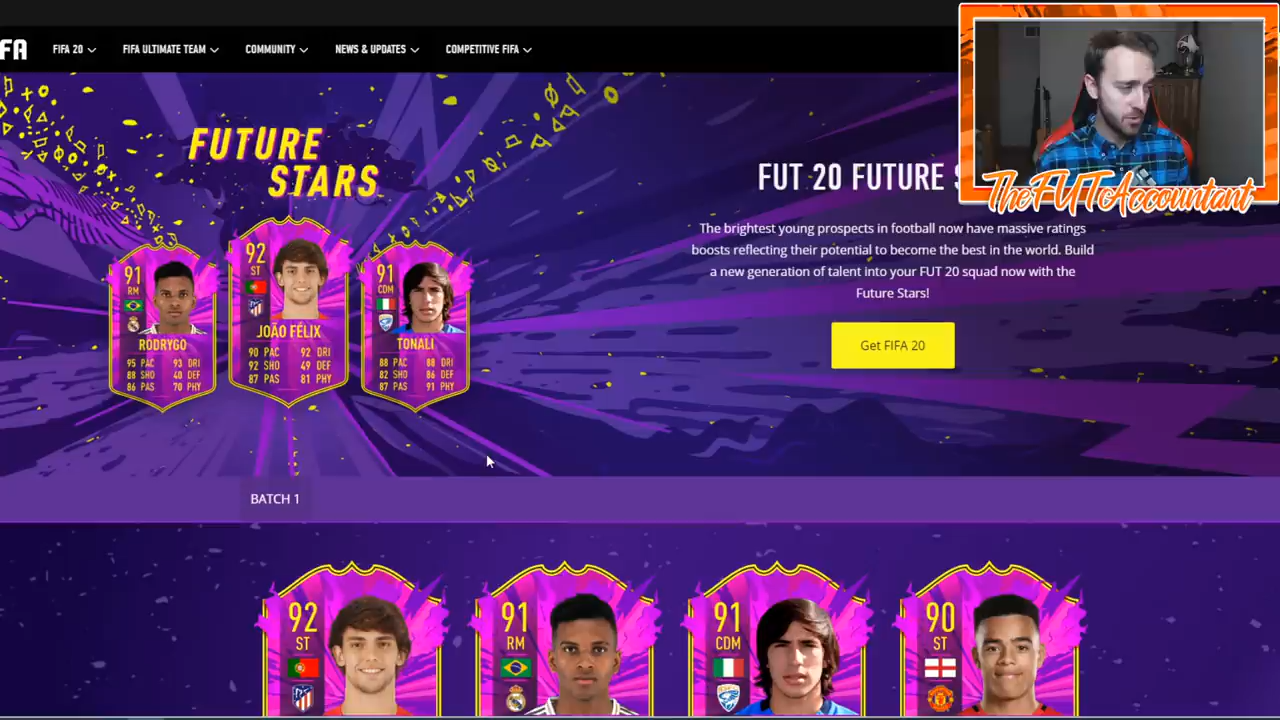 FA
FIFA 20
FIFA ULTIMATE TEAM
COMMUNITY
NEWS & UPDATES
COMPETITIVE FIFA
FUTURE
STARS
91
RM
RODRYGO
95 PAC 93 DRI
88 SHO 40 DEF
86 PAS 70 PHY
92
ST
JOÃO FÉLIX
90 PAC 92 DRI
92 SHO 49 DEF
87 PAS 81 PHY
91
CDM
TONALI
88 PAC 88 DRI
82 SHO 86 DEF
87 PAS 91 PHY
FUT 20 FUTURE S
The brightest young prospects in football now have massive ratings
boosts reflecting their potential to become the best in the world. Build
a new generation of talent into your FUT 20 squad now with the
Future Stars!
Get FIFA 20
TheFUTAccountant
BATCH 1
92
ST
91
RM
91
CDM
90
ST